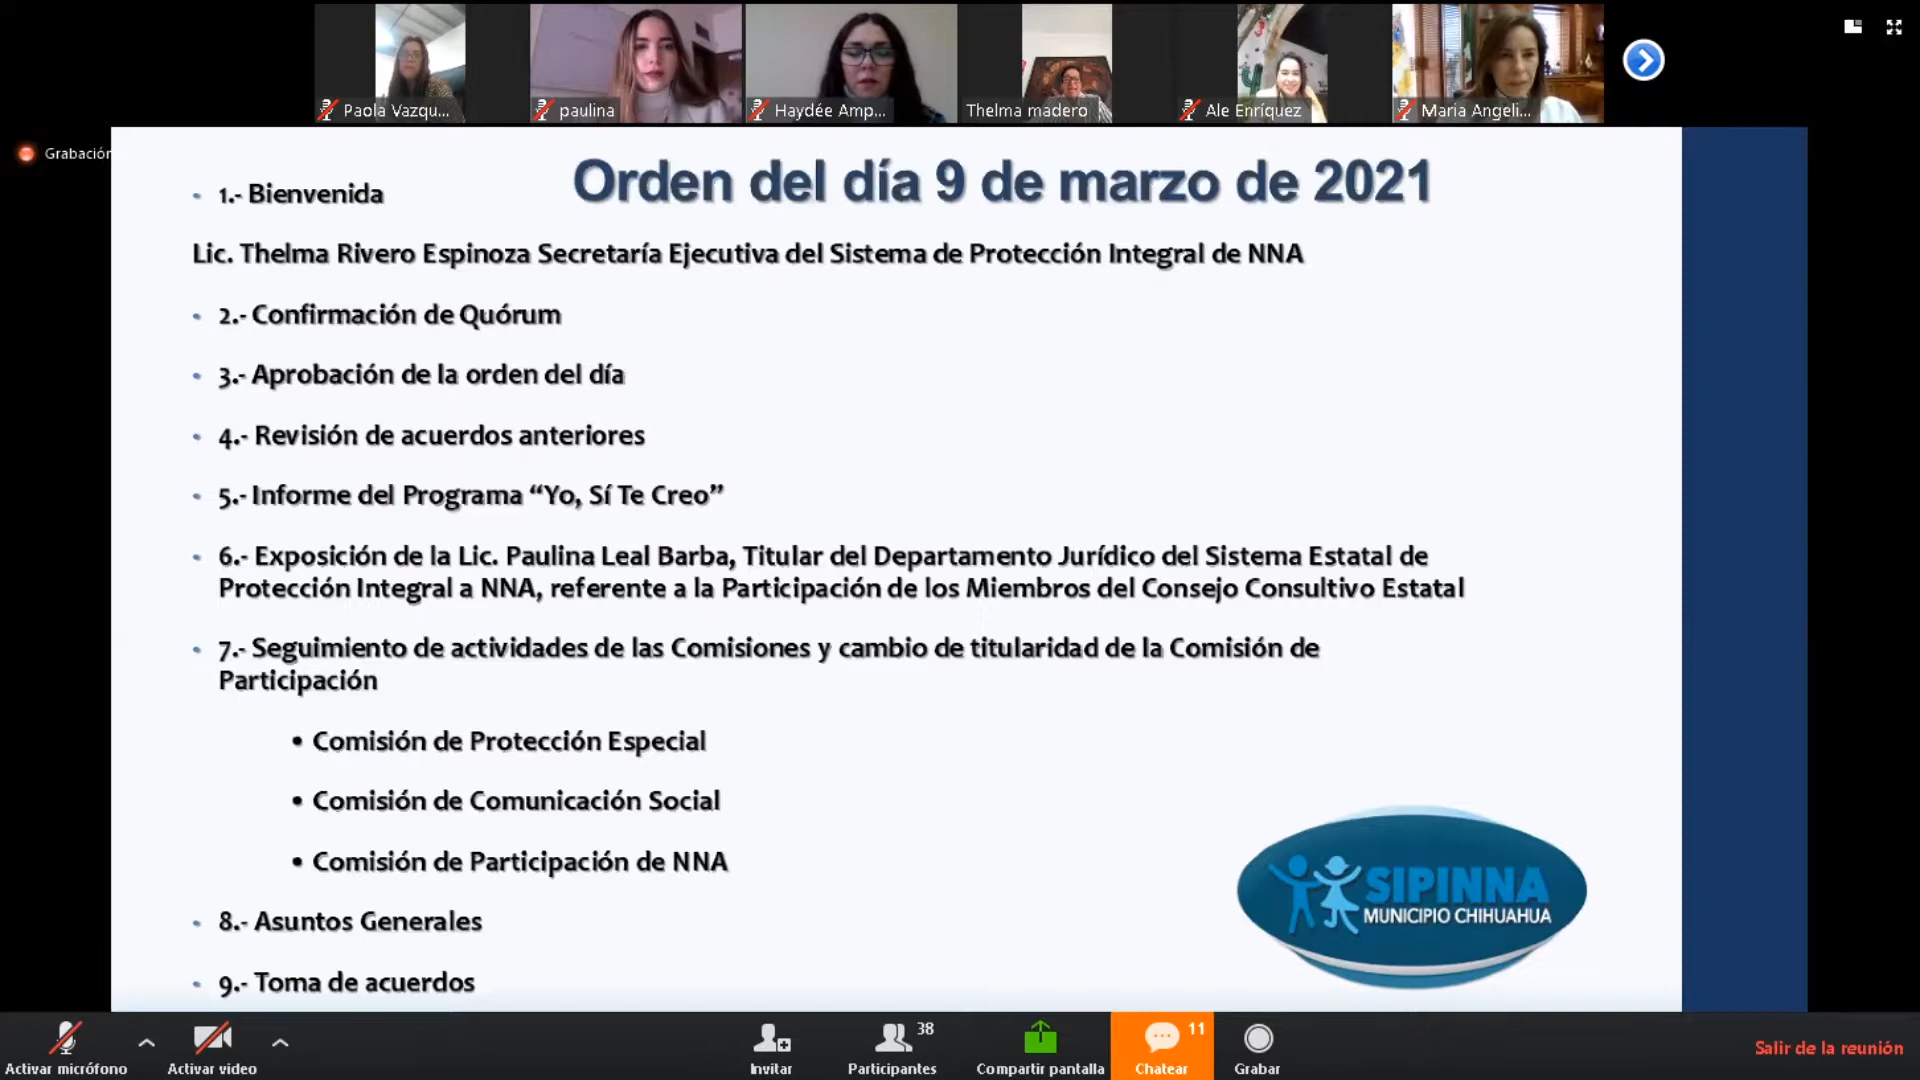 Paola Vazqu...
paulina
Haydée Amp...
Thelma madero
Ale Enríquez
Maria Angeli...
Grabación
Orden del día 9 de marzo de 2021
1.- Bienvenida
Lic. Thelma Rivero Espinoza Secretaría Ejecutiva del Sistema de Protección Integral de NNA
2.- Confirmación de Quórum
3.- Aprobación de la orden del día
4.- Revisión de acuerdos anteriores
5.- Informe del Programa “Yo, Sí Te Creo”
6.- Exposición de la Lic. Paulina Leal Barba, Titular del Departamento Jurídico del Sistema Estatal de
Protección Integral a NNA, referente a la Participación de los Miembros del Consejo Consultivo Estatal
7.- Seguimiento de actividades de las Comisiones y cambio de titularidad de la Comisión de
Participación
• Comisión de Protección Especial
• Comisión de Comunicación Social
• Comisión de Participación de NNA
8.- Asuntos Generales
9.- Toma de acuerdos
SIPINNA
MUNICIPIO CHIHUAHUA
Activar micrófono
Activar video
Invitar
38
Participantes
Compartir pantalla
11
Chatear
Grabar
Salir de la reunión